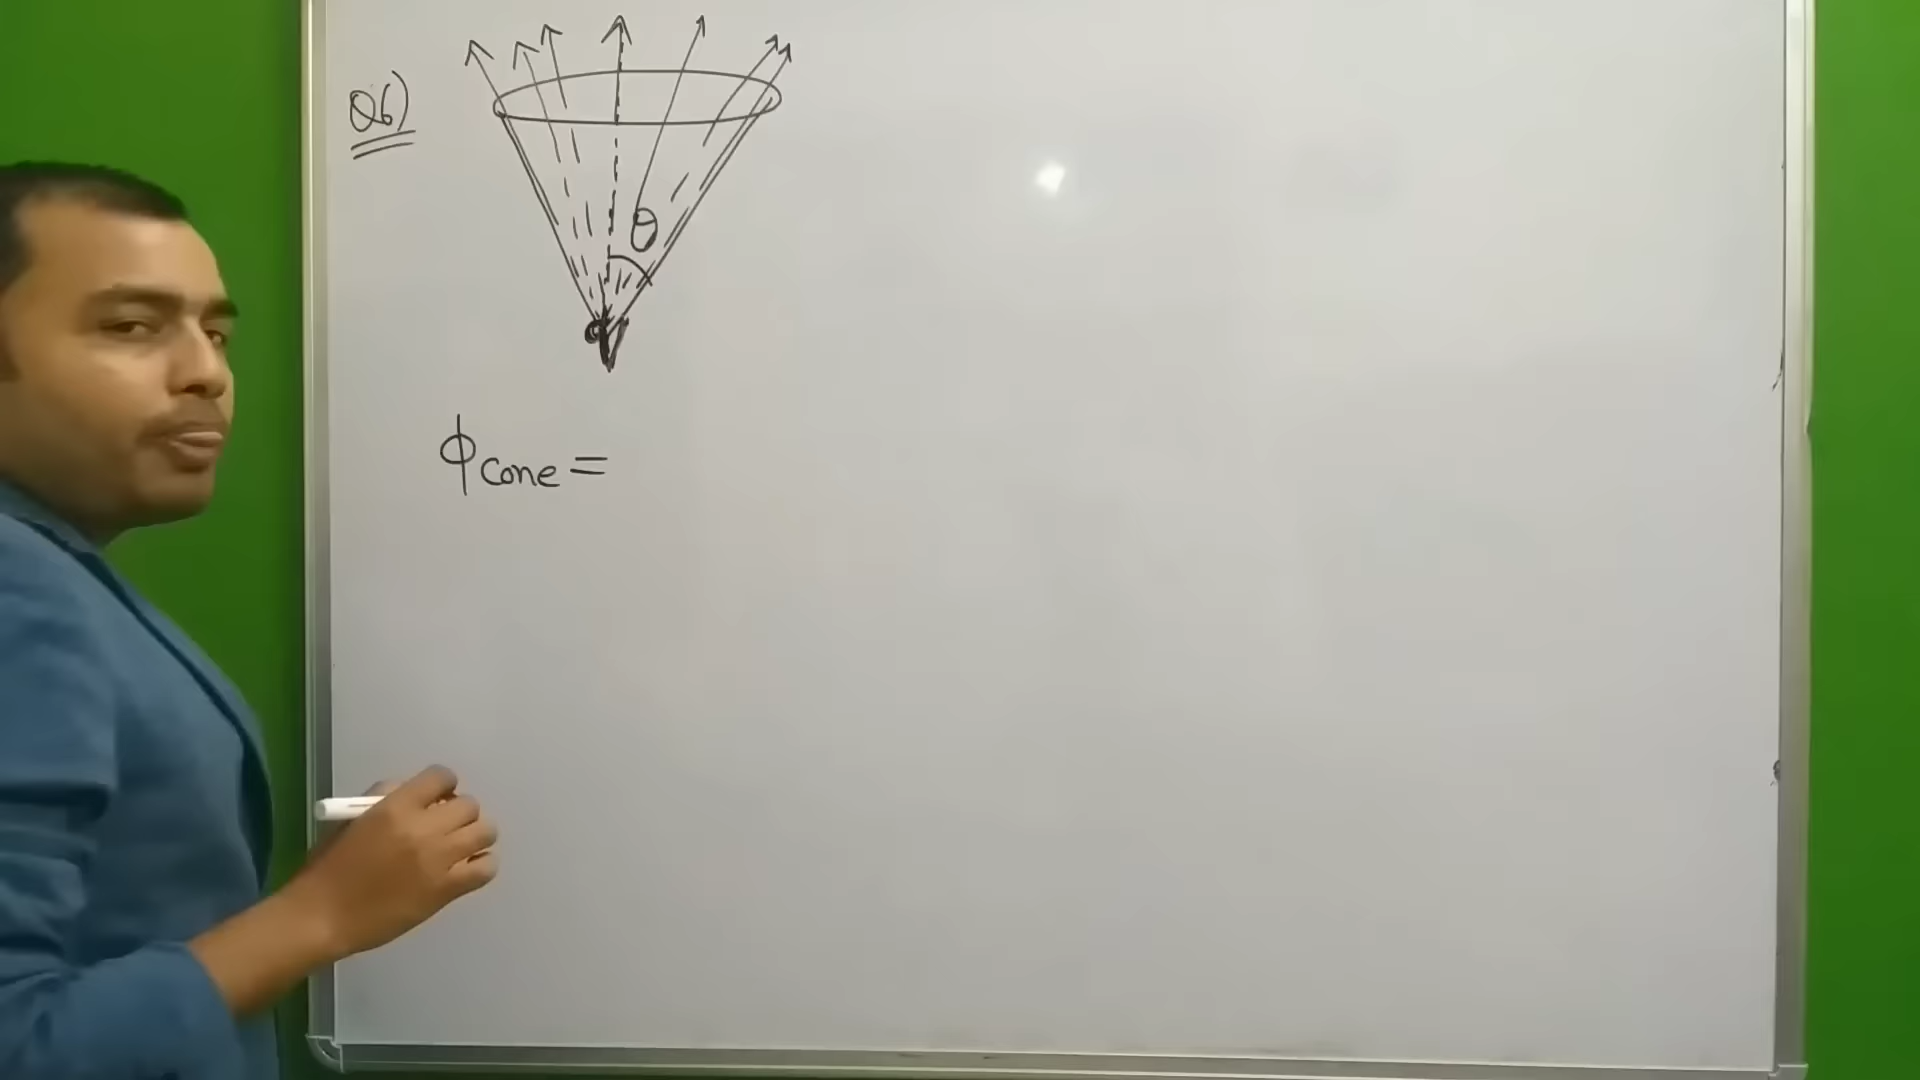 Q6)
θ
ϕcone =